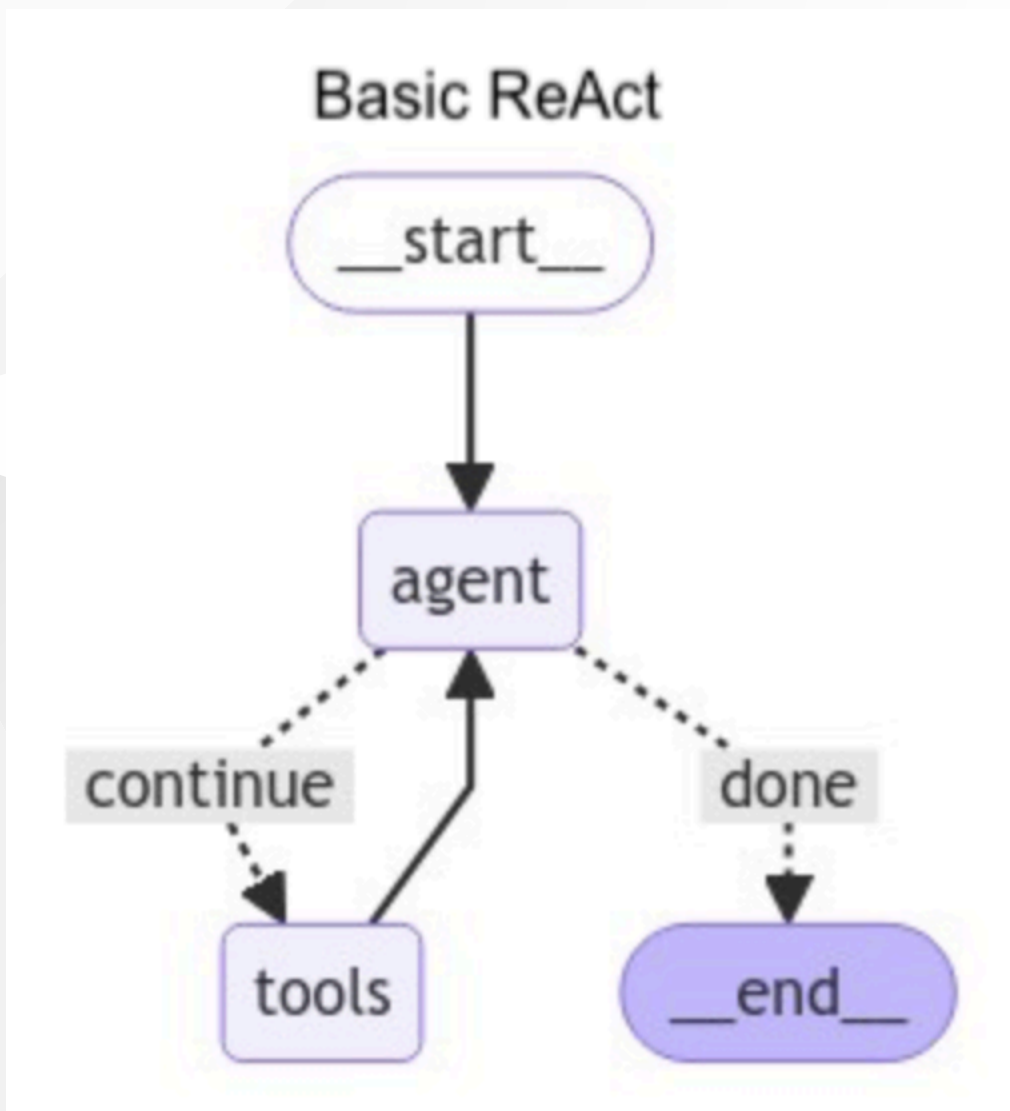 Basic ReAct
__start__
agent
continue
done
tools
__end__